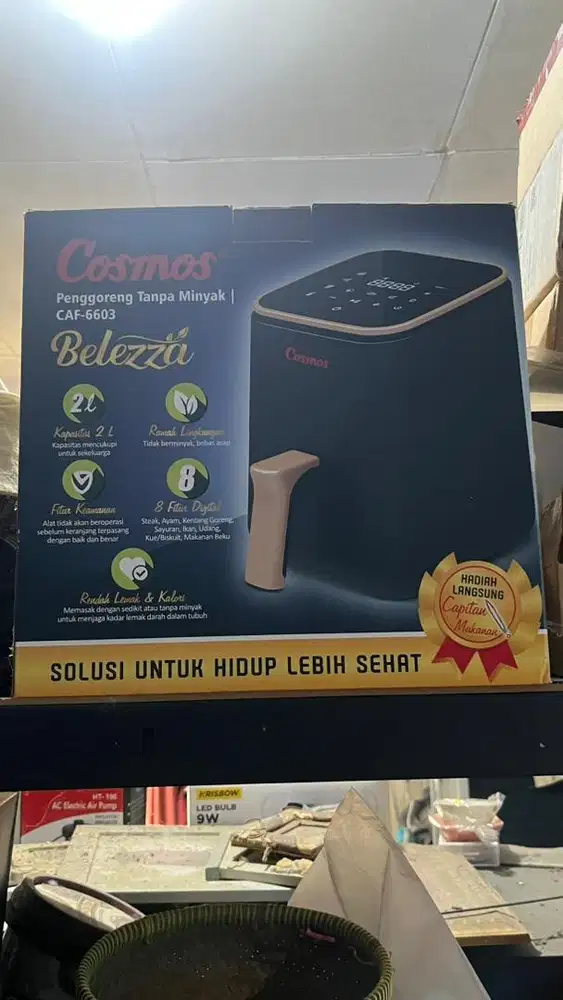 Cosmos
Penggoreng Tanpa Minyak |
CAF-6603
Belezza
2ℓ
Kapasitas 2 L
Kapasitas mencukupi
untuk sekeluarga
Ramah Lingkungan
Tidak berminyak, bebas asap
Fitur Keamanan
Alat tidak akan beroperasi
sebelum keranjang terpasang
dengan baik dan benar
8
8 Fitur Digital
Steak, Ayam, Kentang Goreng,
Sayuran, Ikan, Udang,
Kue/Biskuit, Makanan Beku
Rendah Lemak & Kalori
Memasak dengan sedikit atau tanpa minyak
untuk menjaga kadar lemak darah dalam tubuh
88:88
Cosmos
HADIAH
LANGSUNG
Capitan
Makanan
SOLUSI UNTUK HIDUP LEBIH SEHAT
HT-196
AC Electric Air Pump
KRISBOW
LED BULB
9W